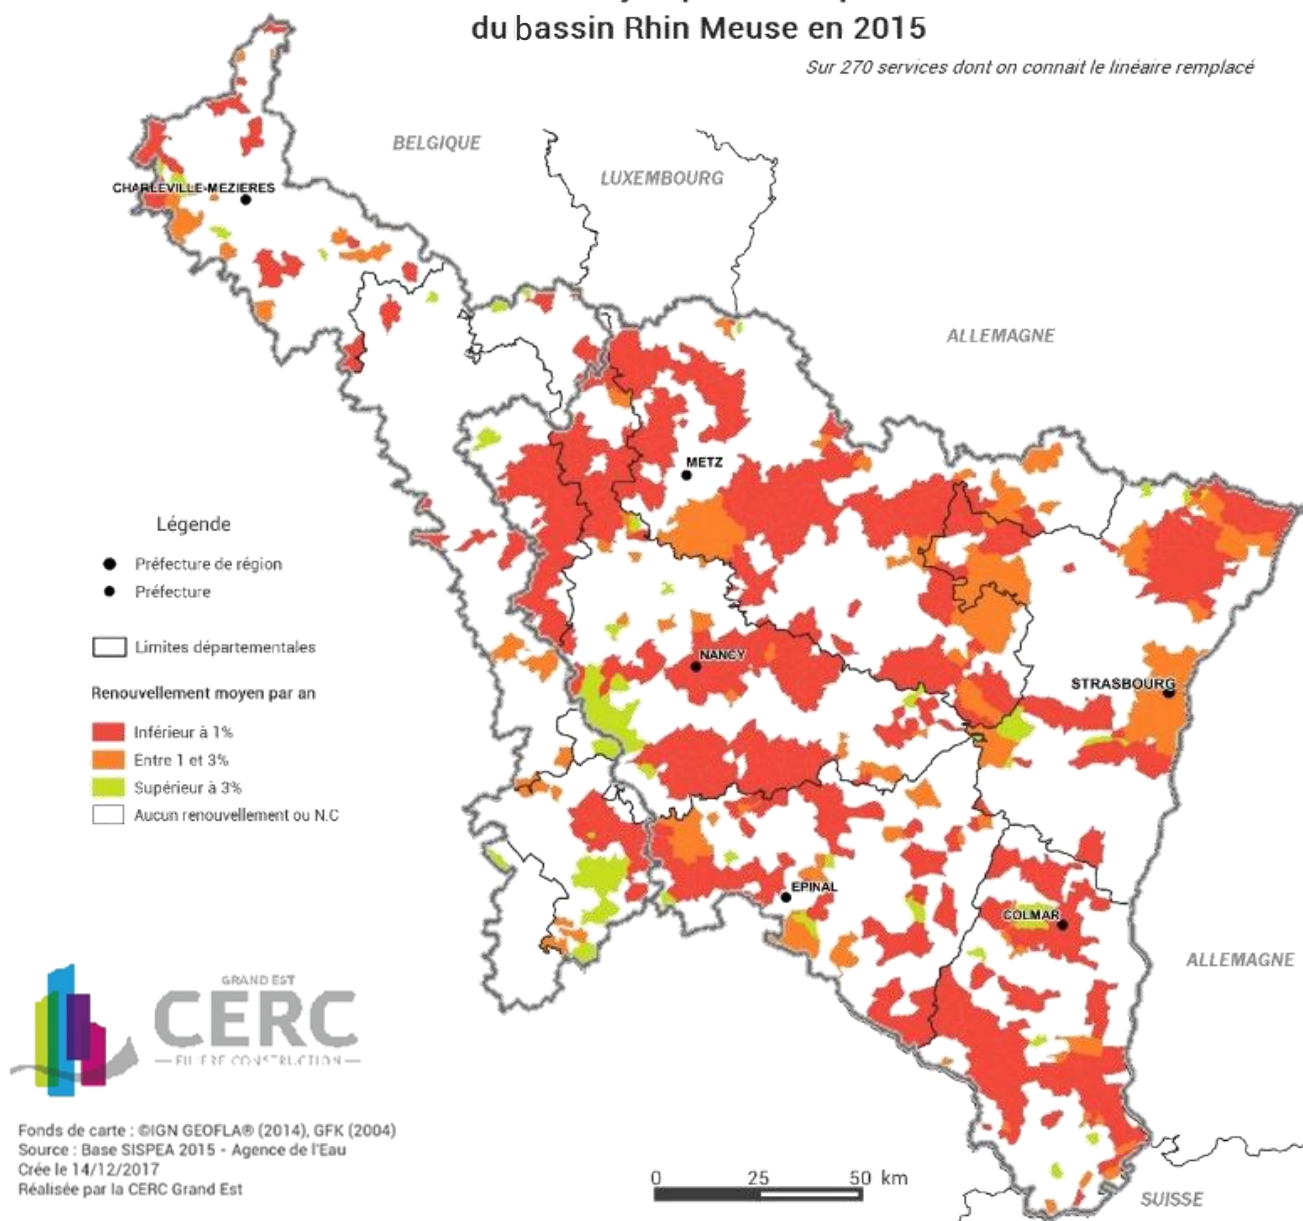 du bassin Rhin Meuse en 2015
Sur 270 services dont on connait le linéaire remplacé
BELGIQUE
LUXEMBOURG
CHARLEVILLE-MEZIERES
ALLEMAGNE
METZ
Légende
Préfecture de région
Préfecture
Limites départementales
NANCY
STRASBOURG
Renouvellement moyen par an
Inférieur à 1%
Entre 1 et 3%
Supérieur à 3%
Aucun renouvellement ou N.C
EPINAL
COLMAR
ALLEMAGNE
GRAND EST
CERC
FILIERE CONSTRUCTION
Fonds de carte : ©IGN GEOFLA® (2014), GFK (2004)
Source : Base SISPEA 2015 - Agence de l'Eau
Crée le 14/12/2017
Réalisée par la CERC Grand Est
0 25 50 km
SUISSE